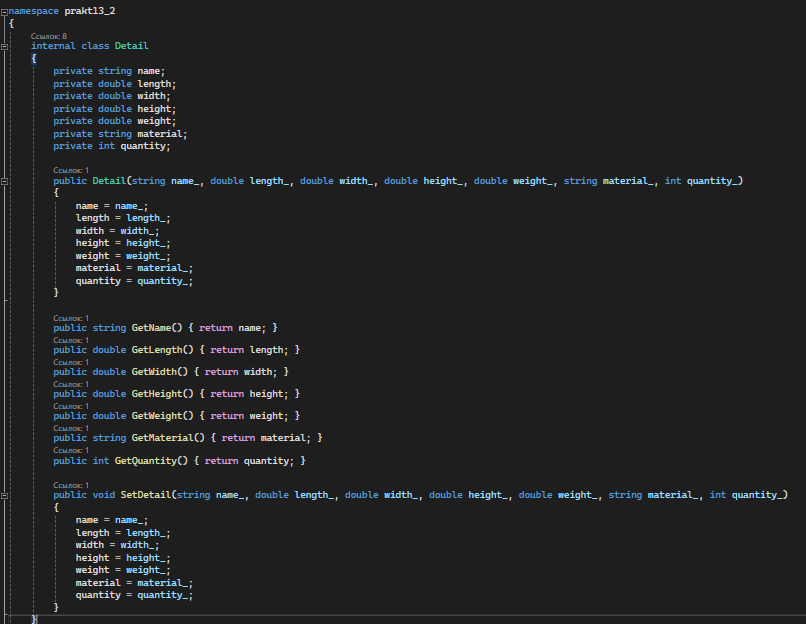 namespace prakt13_2
{
Ссылок: 8
internal class Detail
{
private string name;
private double length;
private double width;
private double height;
private double weight;
private string material;
private int quantity;
Ссылок: 1
public Detail(string name_, double length_, double width_, double height_, double weight_, string material_, int quantity_)
{
name = name_;
length = length_;
width = width_;
height = height_;
weight = weight_;
material = material_;
quantity = quantity_;
}
Ссылок: 1
public string GetName() { return name; }
Ссылок: 1
public double GetLength() { return length; }
Ссылок: 1
public double GetWidth() { return width; }
Ссылок: 1
public double GetHeight() { return height; }
Ссылок: 1
public double GetWeight() { return weight; }
Ссылок: 1
public string GetMaterial() { return material; }
Ссылок: 1
public int GetQuantity() { return quantity; }
Ссылок: 1
public void SetDetail(string name_, double length_, double width_, double height_, double weight_, string material_, int quantity_)
{
name = name_;
length = length_;
width = width_;
height = height_;
weight = weight_;
material = material_;
quantity = quantity_;
}
}